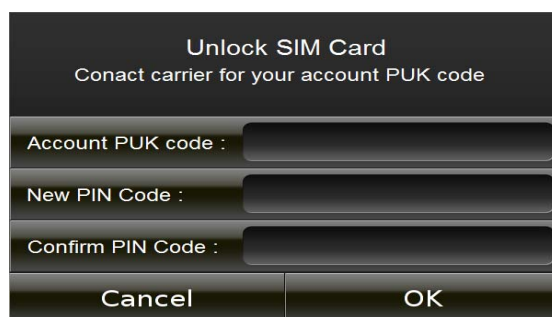 Unlock SIM Card
Conact carrier for your account PUK code
Account PUK code :
New PIN Code :
Confirm PIN Code :
Cancel OK